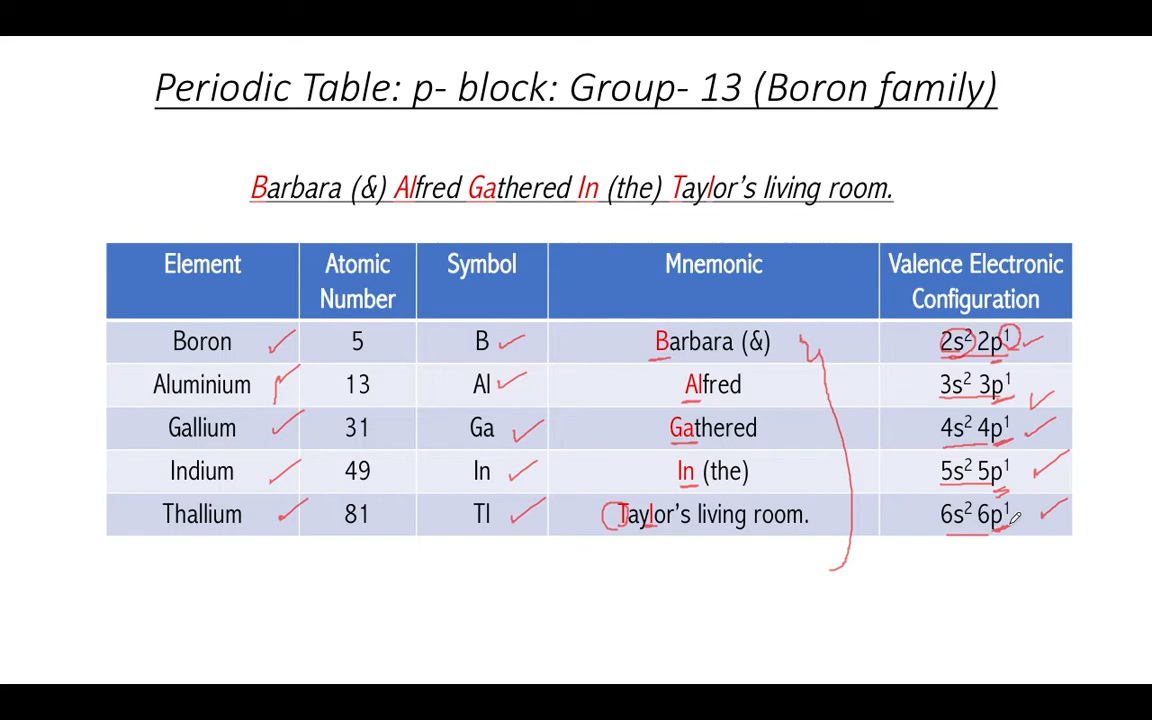 Periodic Table: p- block: Group- 13 (Boron family)
Barbara (&) Alfred Gathered In (the) Taylor's living room.
Element Atomic Number Symbol Mnemonic Valence Electronic Configuration
Boron 5 B Barbara (&) 2s² 2p¹
Aluminium 13 Al Alfred 3s² 3p¹
Gallium 31 Ga Gathered 4s² 4p¹
Indium 49 In In (the) 5s² 5p¹
Thallium 81 Tl Taylor's living room. 6s² 6p¹